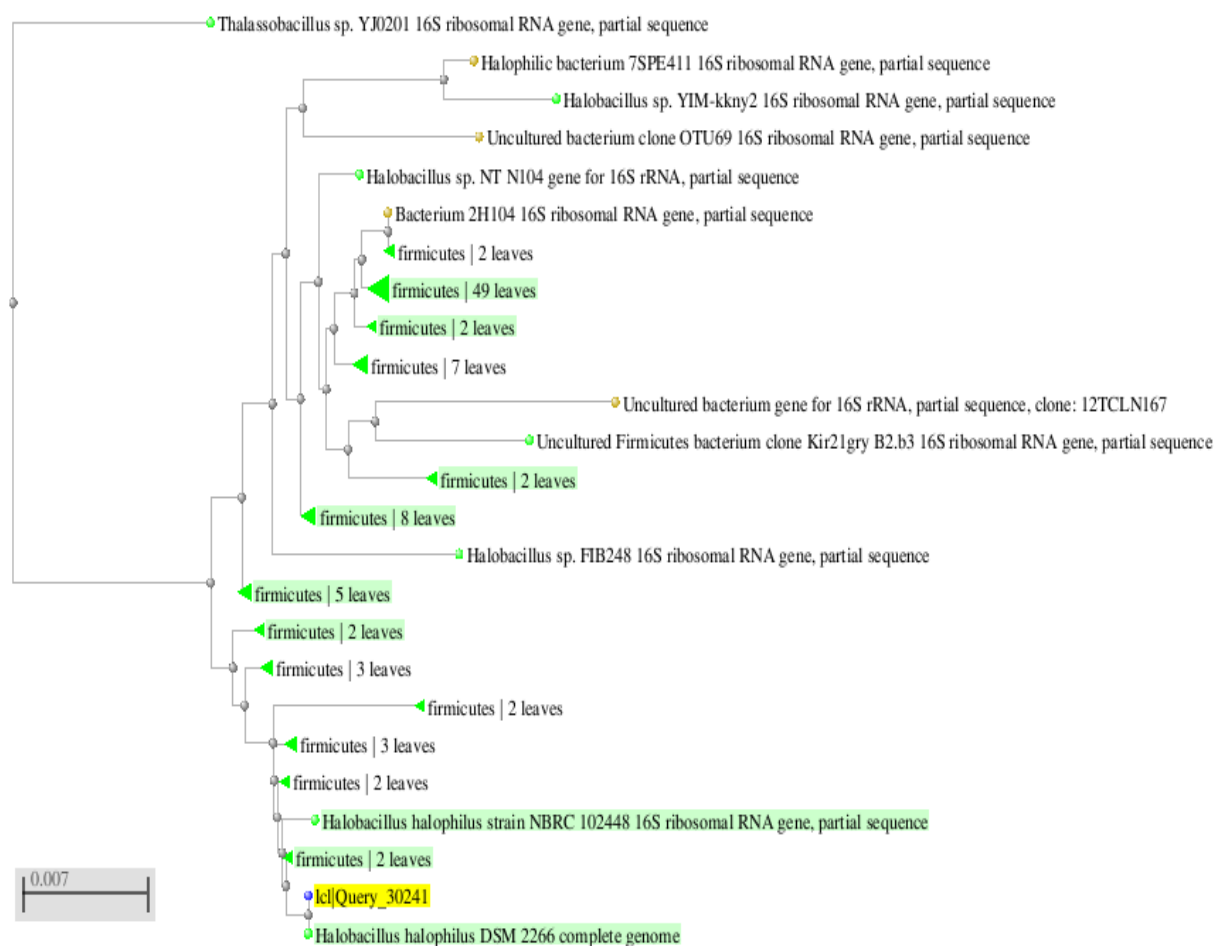 Thalassobacillus sp. YJ0201 16S ribosomal RNA gene, partial sequence
Halophilic bacterium 7SPE411 16S ribosomal RNA gene, partial sequence
Halobacillus sp. YIM-kkny2 16S ribosomal RNA gene, partial sequence
Uncultured bacterium clone OTU69 16S ribosomal RNA gene, partial sequence
Halobacillus sp. NT N104 gene for 16S rRNA, partial sequence
Bacterium 2H104 16S ribosomal RNA gene, partial sequence
firmicutes | 2 leaves
firmicutes | 49 leaves
firmicutes | 2 leaves
firmicutes | 7 leaves
Uncultured bacterium gene for 16S rRNA, partial sequence, clone: 12TCLN167
Uncultured Firmicutes bacterium clone Kir21gry B2.b3 16S ribosomal RNA gene, partial sequence
firmicutes | 2 leaves
firmicutes | 8 leaves
Halobacillus sp. FIB248 16S ribosomal RNA gene, partial sequence
firmicutes | 5 leaves
firmicutes | 2 leaves
firmicutes | 3 leaves
firmicutes | 2 leaves
firmicutes | 3 leaves
firmicutes | 2 leaves
Halobacillus halophilus strain NBRC 102448 16S ribosomal RNA gene, partial sequence
firmicutes | 2 leaves
lcl|Query_30241
Halobacillus halophilus DSM 2266 complete genome
0.007